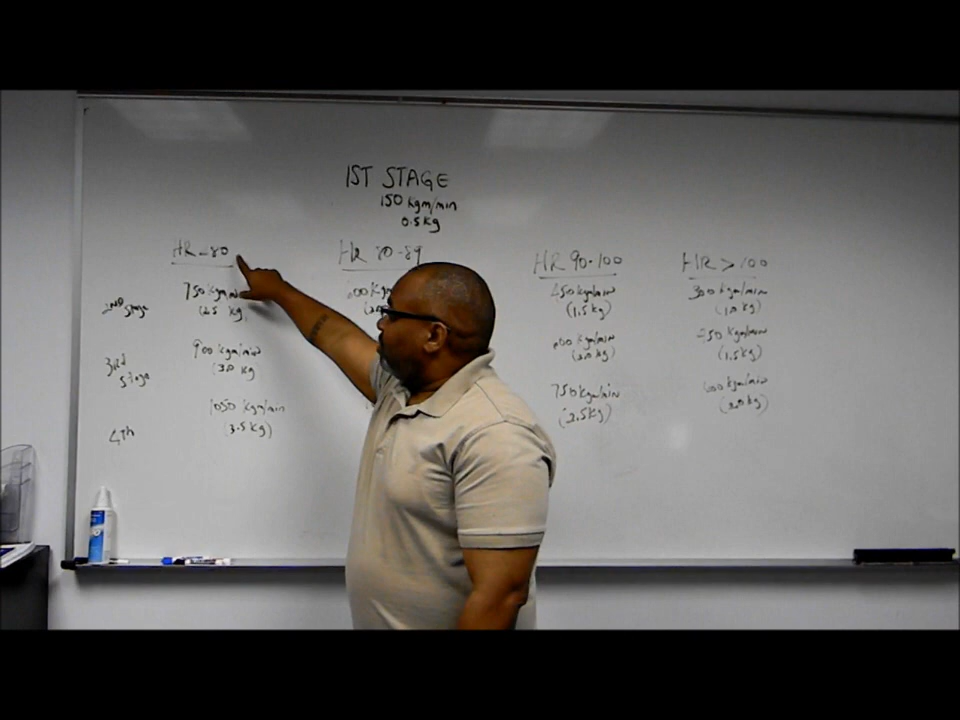 1ST STAGE
150 kgm/min
0.5kg
HR <80
HR 80-89
HR 90-100
HR > 100
2ND Stage
750 kgm/min
(2.5 kg)
450 kgm/min
(1.5 kg)
300 kgm/min
(1.0 kg)
3rd
stage
900 kgm/min
(3.0 kg
600 kgm/min
(2.0 kg)
450 kgm/min
(1.5 kg)
4th
1050 kgm/min
(3.5 kg)
750 kgm/min
(2.5 kg)
600 kgm/min
(2.0 kg)